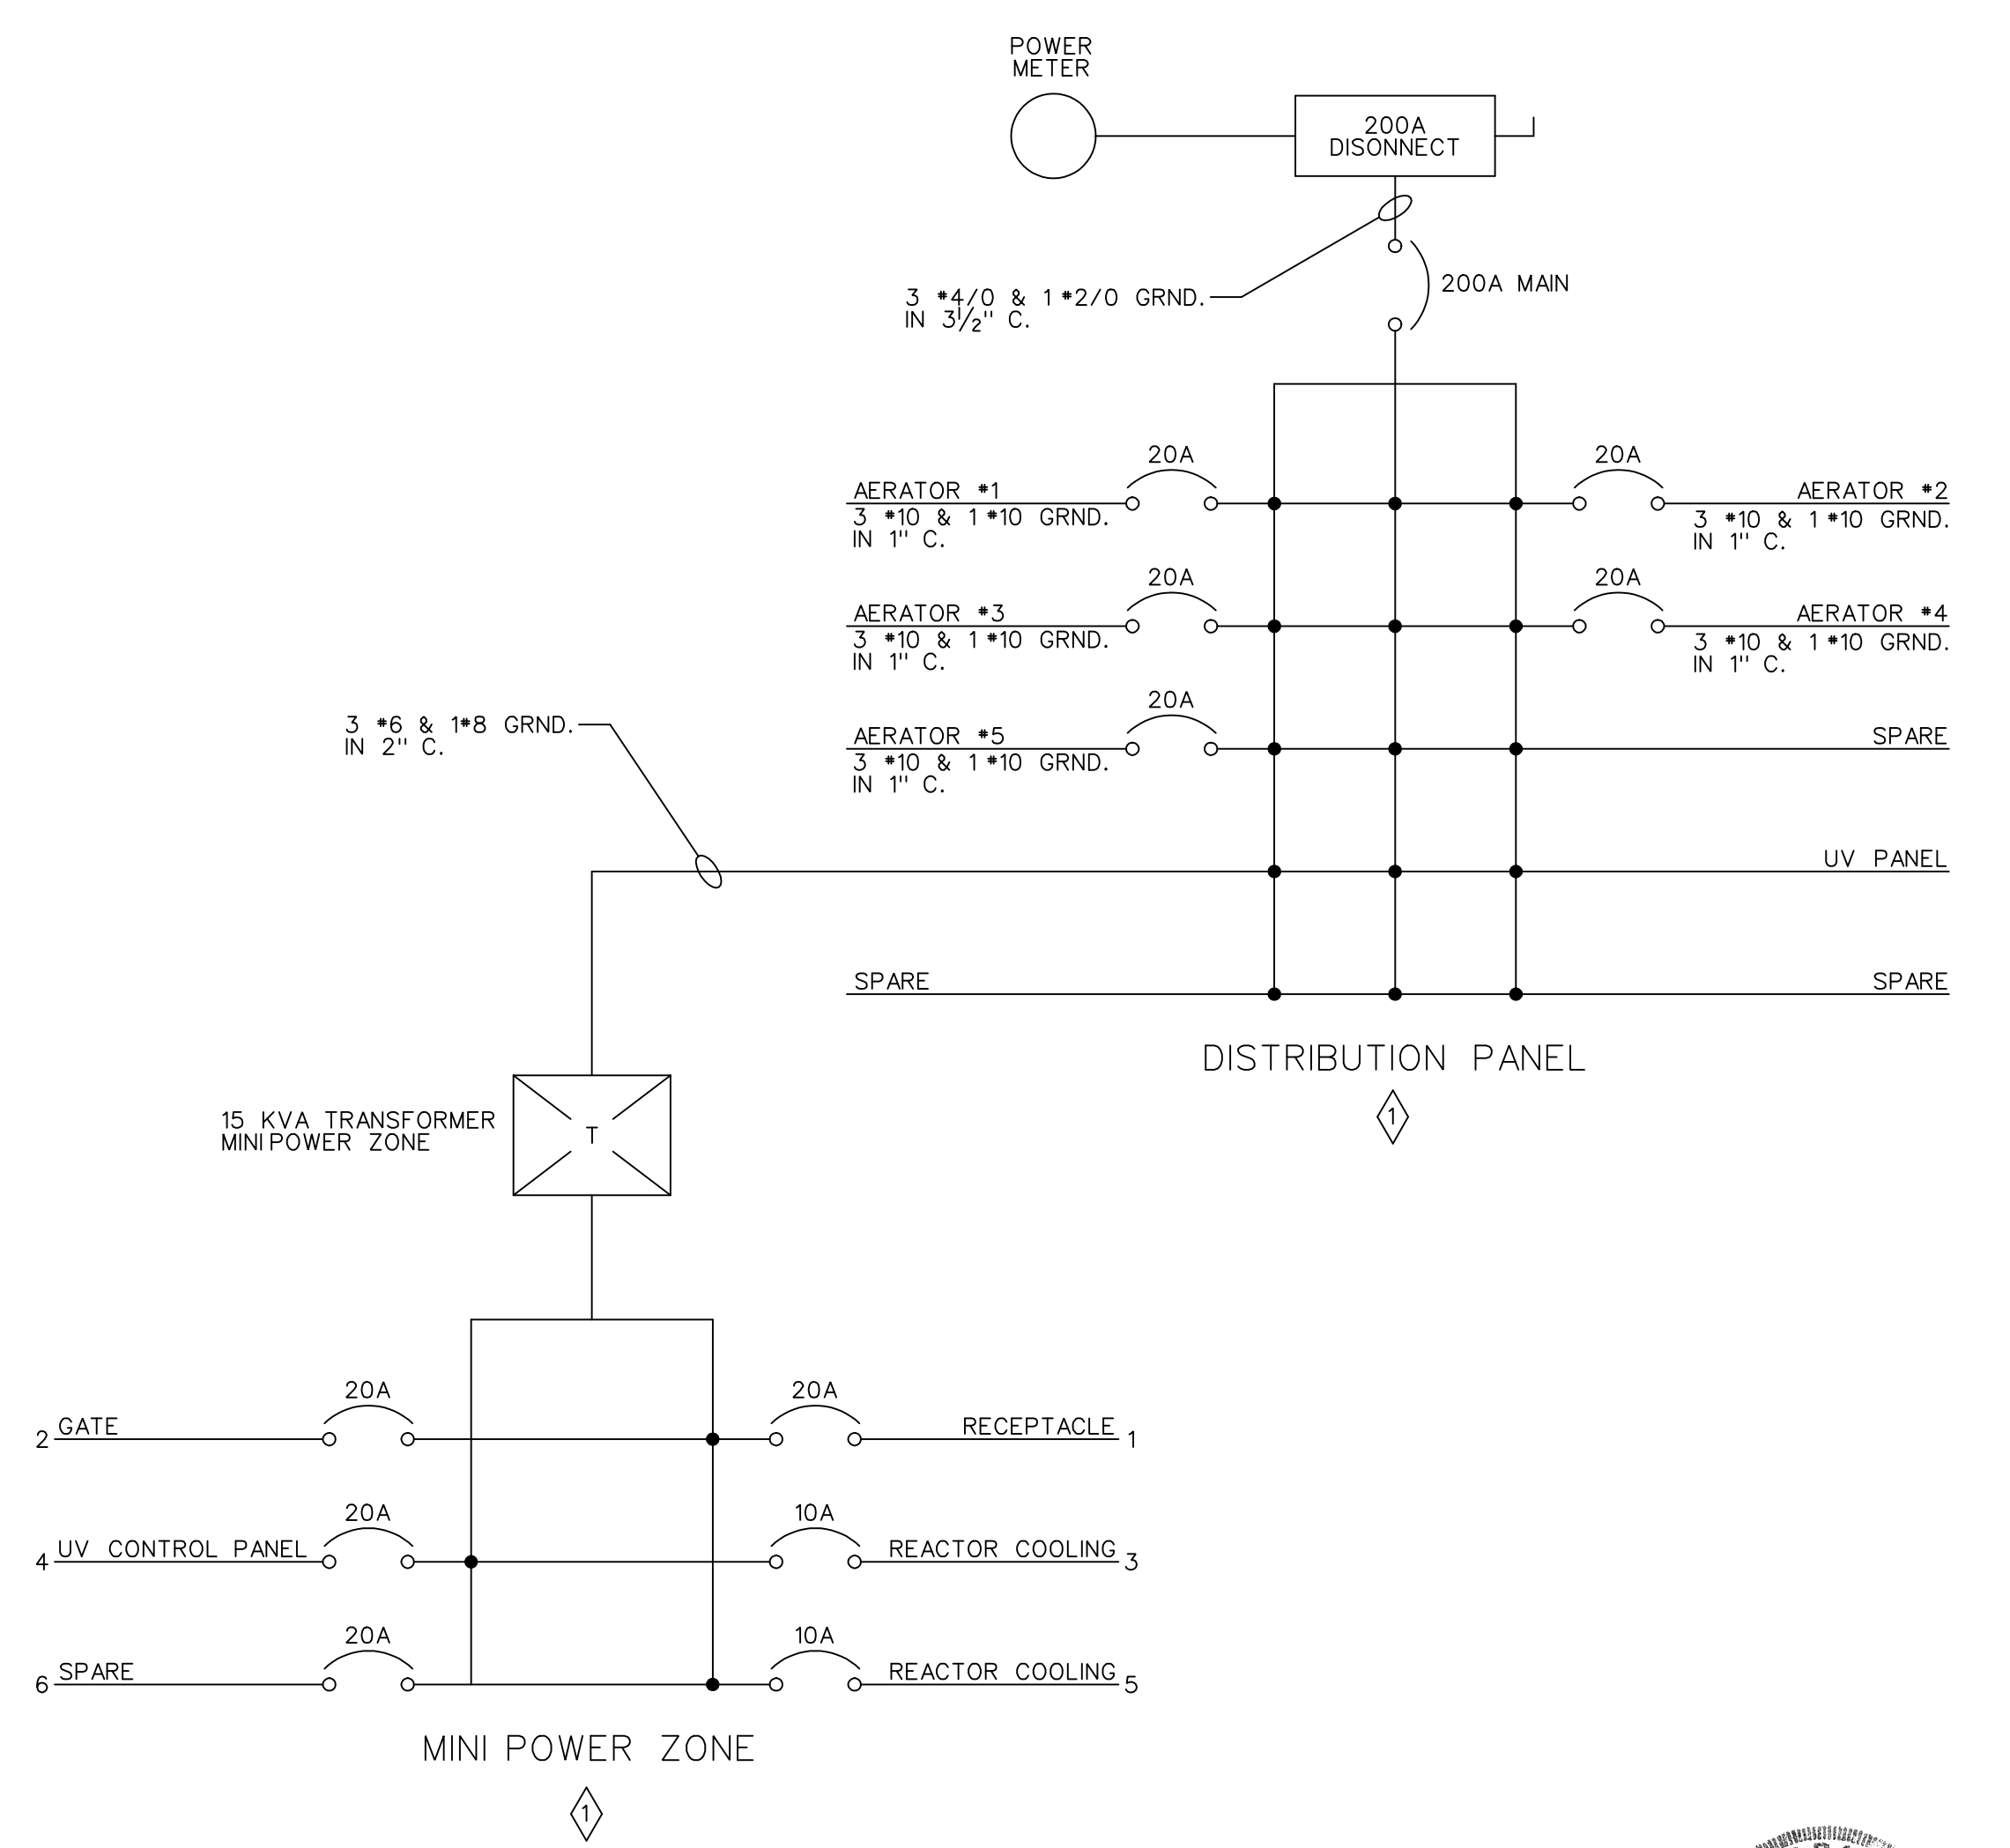 POWER
METER
200A
DISONNECT
3 #4/0 & 1 #2/0 GRND.
IN 3½" C.
200A MAIN
20A
20A
AERATOR #1
3 #10 & 1 #10 GRND.
IN 1" C.
AERATOR #2
3 #10 & 1 #10 GRND.
IN 1" C.
20A
20A
AERATOR #3
3 #10 & 1 #10 GRND.
IN 1" C.
AERATOR #4
3 #10 & 1 #10 GRND.
IN 1" C.
20A
AERATOR #5
3 #10 & 1 #10 GRND.
IN 1" C.
SPARE
3 #6 & 1#8 GRND.
IN 2" C.
UV PANEL
SPARE
SPARE
DISTRIBUTION PANEL
1
15 KVA TRANSFORMER
MINI POWER ZONE
T
20A
20A
2 GATE
RECEPTACLE 1
20A
10A
4 UV CONTROL PANEL
REACTOR COOLING 3
20A
10A
6 SPARE
REACTOR COOLING 5
MINI POWER ZONE
1